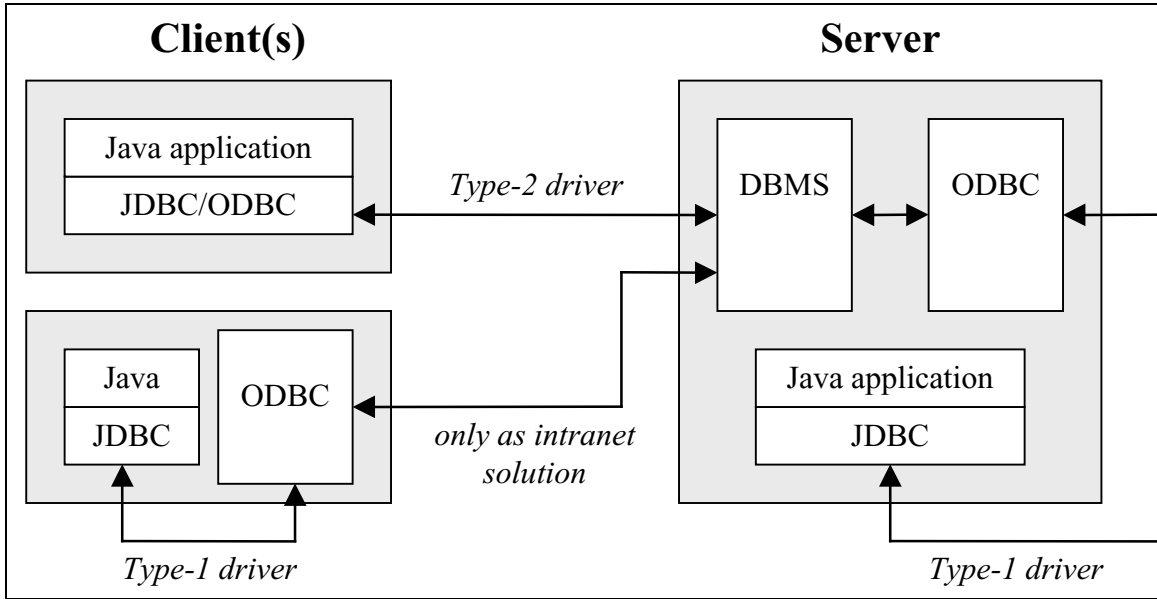 Client(s)
Server
Java application
JDBC/ODBC
Type-2 driver
DBMS
ODBC
Java
JDBC
ODBC
only as intranet
solution
Java application
JDBC
Type-1 driver
Type-1 driver